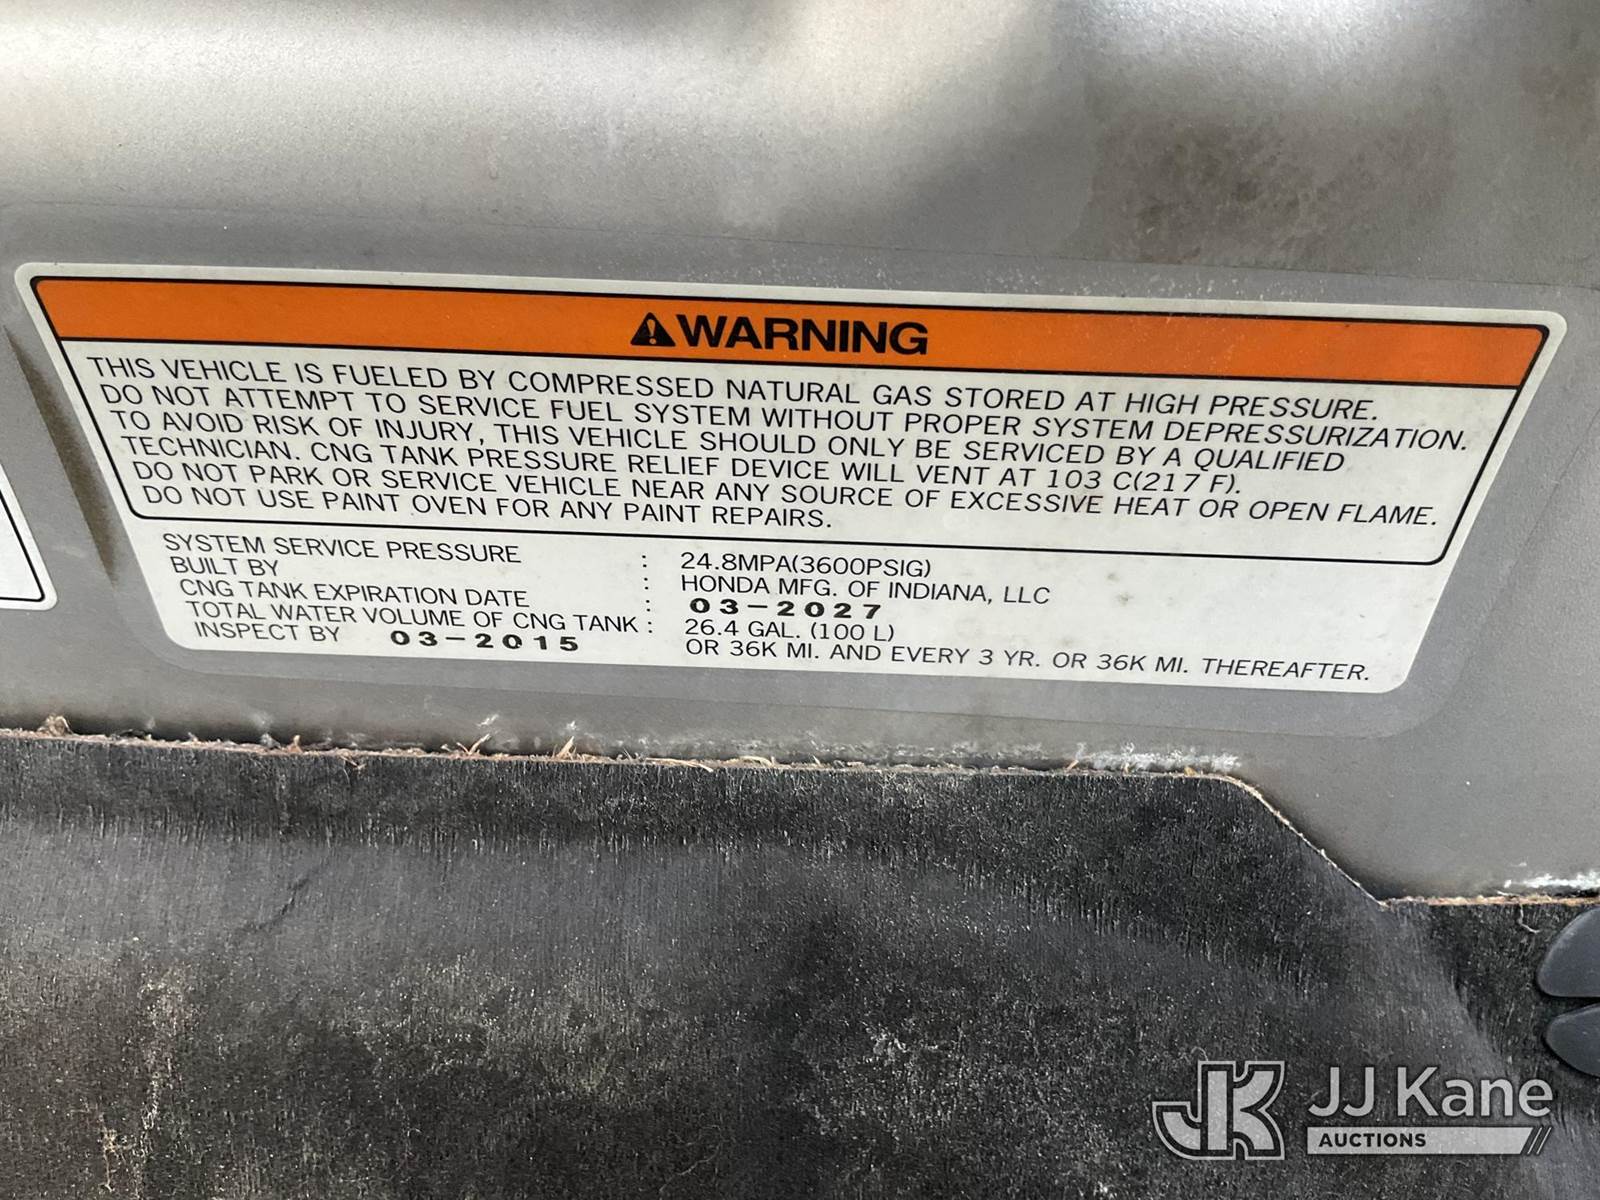 WARNING
THIS VEHICLE IS FUELED BY COMPRESSED NATURAL GAS STORED AT HIGH PRESSURE.
DO NOT ATTEMPT TO SERVICE FUEL SYSTEM WITHOUT PROPER SYSTEM DEPRESSURIZATION.
TO AVOID RISK OF INJURY, THIS VEHICLE SHOULD ONLY BE SERVICED BY A QUALIFIED
TECHNICIAN. CNG TANK PRESSURE RELIEF DEVICE WILL VENT AT 103 C(217 F).
DO NOT PARK OR SERVICE VEHICLE NEAR ANY SOURCE OF EXCESSIVE HEAT OR OPEN FLAME.
DO NOT USE PAINT OVEN FOR ANY PAINT REPAIRS.
SYSTEM SERVICE PRESSURE : 24.8MPA(3600PSIG)
BUILT BY : HONDA MFG. OF INDIANA, LLC
CNG TANK EXPIRATION DATE : 03-2027
TOTAL WATER VOLUME OF CNG TANK : 26.4 GAL. (100 L)
INSPECT BY 03-2015 OR 36K MI. AND EVERY 3 YR. OR 36K MI. THEREAFTER.
JK JJ Kane
AUCTIONS